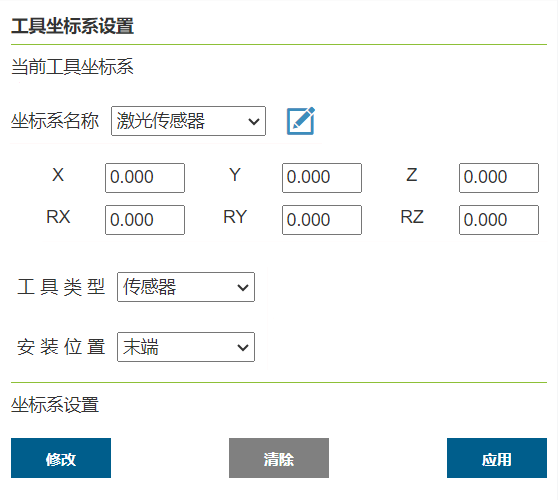 工具坐标系设置
当前工具坐标系
坐标系名称 激光传感器
X 0.000 Y 0.000 Z 0.000
RX 0.000 RY 0.000 RZ 0.000
工具类型 传感器
安装位置 末端
坐标系设置
修改 清除 应用